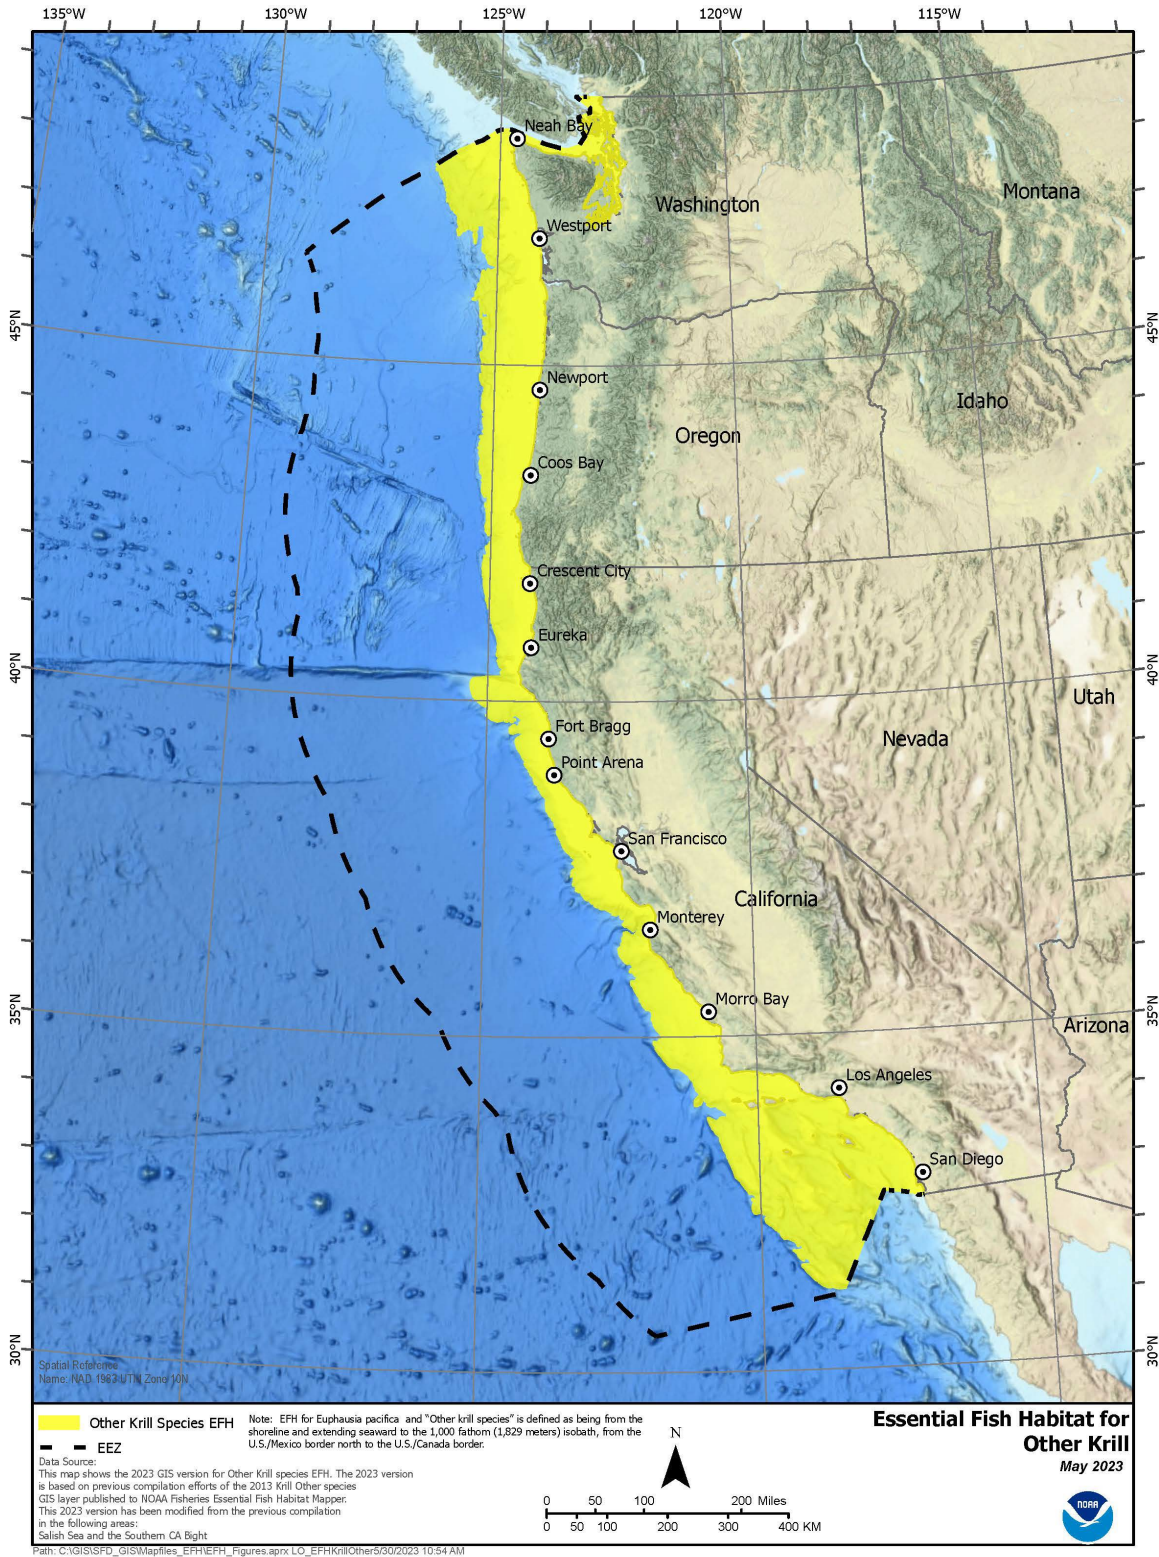 135°W 130°W 125°W 120°W 115°W
Neah Bay
Montana
Washington
Westport
45°N
45°N
Newport
Idaho
Oregon
Coos Bay
Crescent City
Eureka
40°N
40°N
Utah
Fort Bragg
Nevada
Point Arena
San Francisco
California
Monterey
Morro Bay
35°N
35°N
Arizona
Los Angeles
San Diego
30°N
30°N
Spatial Reference
Name: NAD 1983 UTM Zone 10N
Other Krill Species EFH
EEZ
Note: EFH for Euphausia pacifica and “Other krill species” is defined as being from the
shoreline and extending seaward to the 1,000 fathom (1,829 meters) isobath, from the
U.S./Mexico border north to the U.S./Canada border.
Data Source:
This map shows the 2023 GIS version for Other Krill species EFH. The 2023 version
is based on previous compilation efforts of the 2013 Krill Other species
GIS layer published to NOAA Fisheries Essential Fish Habitat Mapper.
This 2023 version has been modified from the previous compilation
in the following areas:
Salish Sea and the Southern CA Bight
N
0 50 100 200 Miles
0 50 100 200 300 400 KM
Essential Fish Habitat for
Other Krill
May 2023
NOAA
Path: C:\GIS\SFD_GIS\Mapfiles_EFH\EFH_Figures.aprx LO_EFHKrillOther5/30/2023 10:54 AM